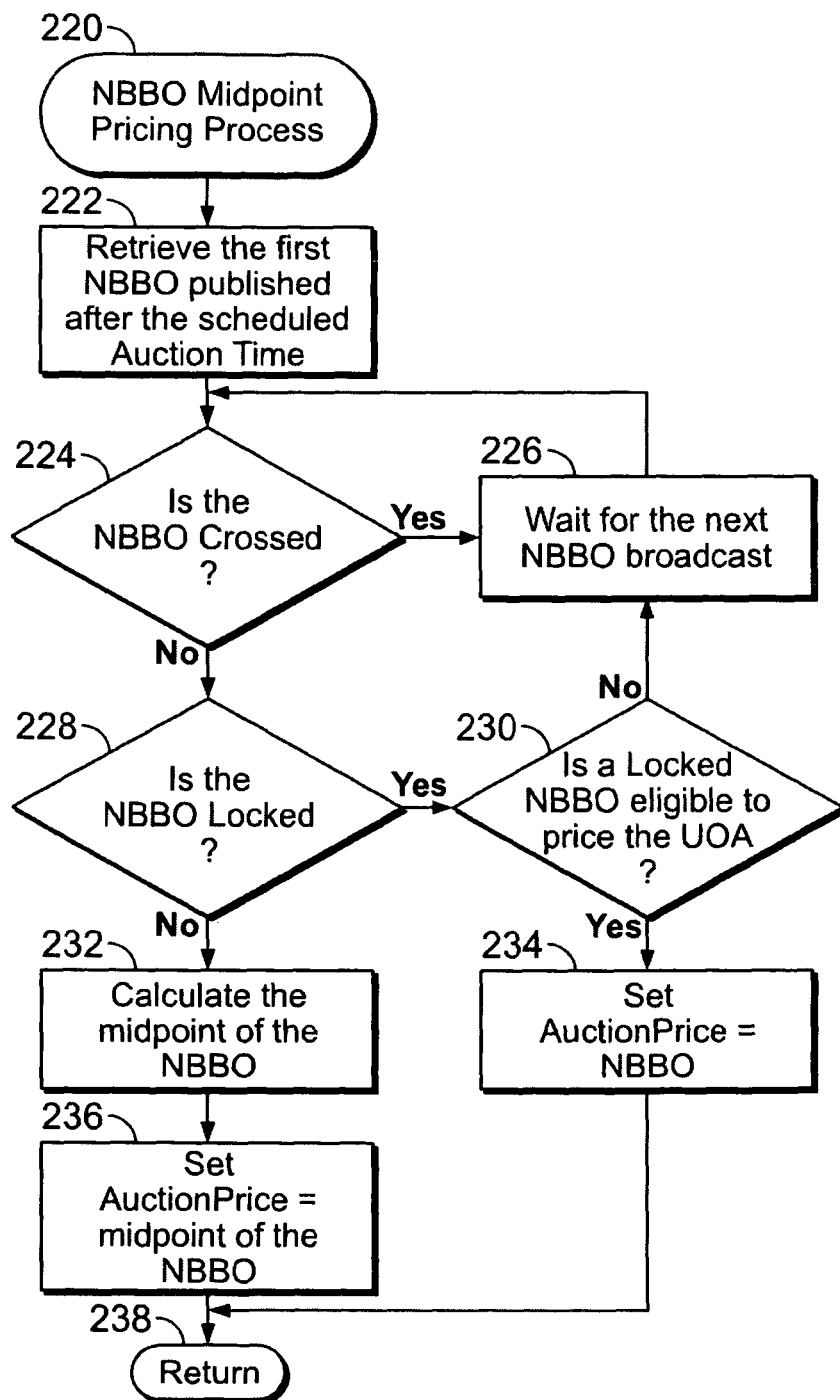 220
NBBO Midpoint
Pricing Process
222
Retrieve the first
NBBO published
after the scheduled
Auction Time
224
Is the
NBBO Crossed
?
Yes
226
Wait for the next
NBBO broadcast
No
228
Is the
NBBO Locked
?
Yes
No
230
Is a Locked
NBBO eligible to
price the UOA
?
No
232
Calculate the
midpoint of the
NBBO
Yes
234
Set
AuctionPrice =
NBBO
236
Set
AuctionPrice =
midpoint of the
NBBO
238
Return